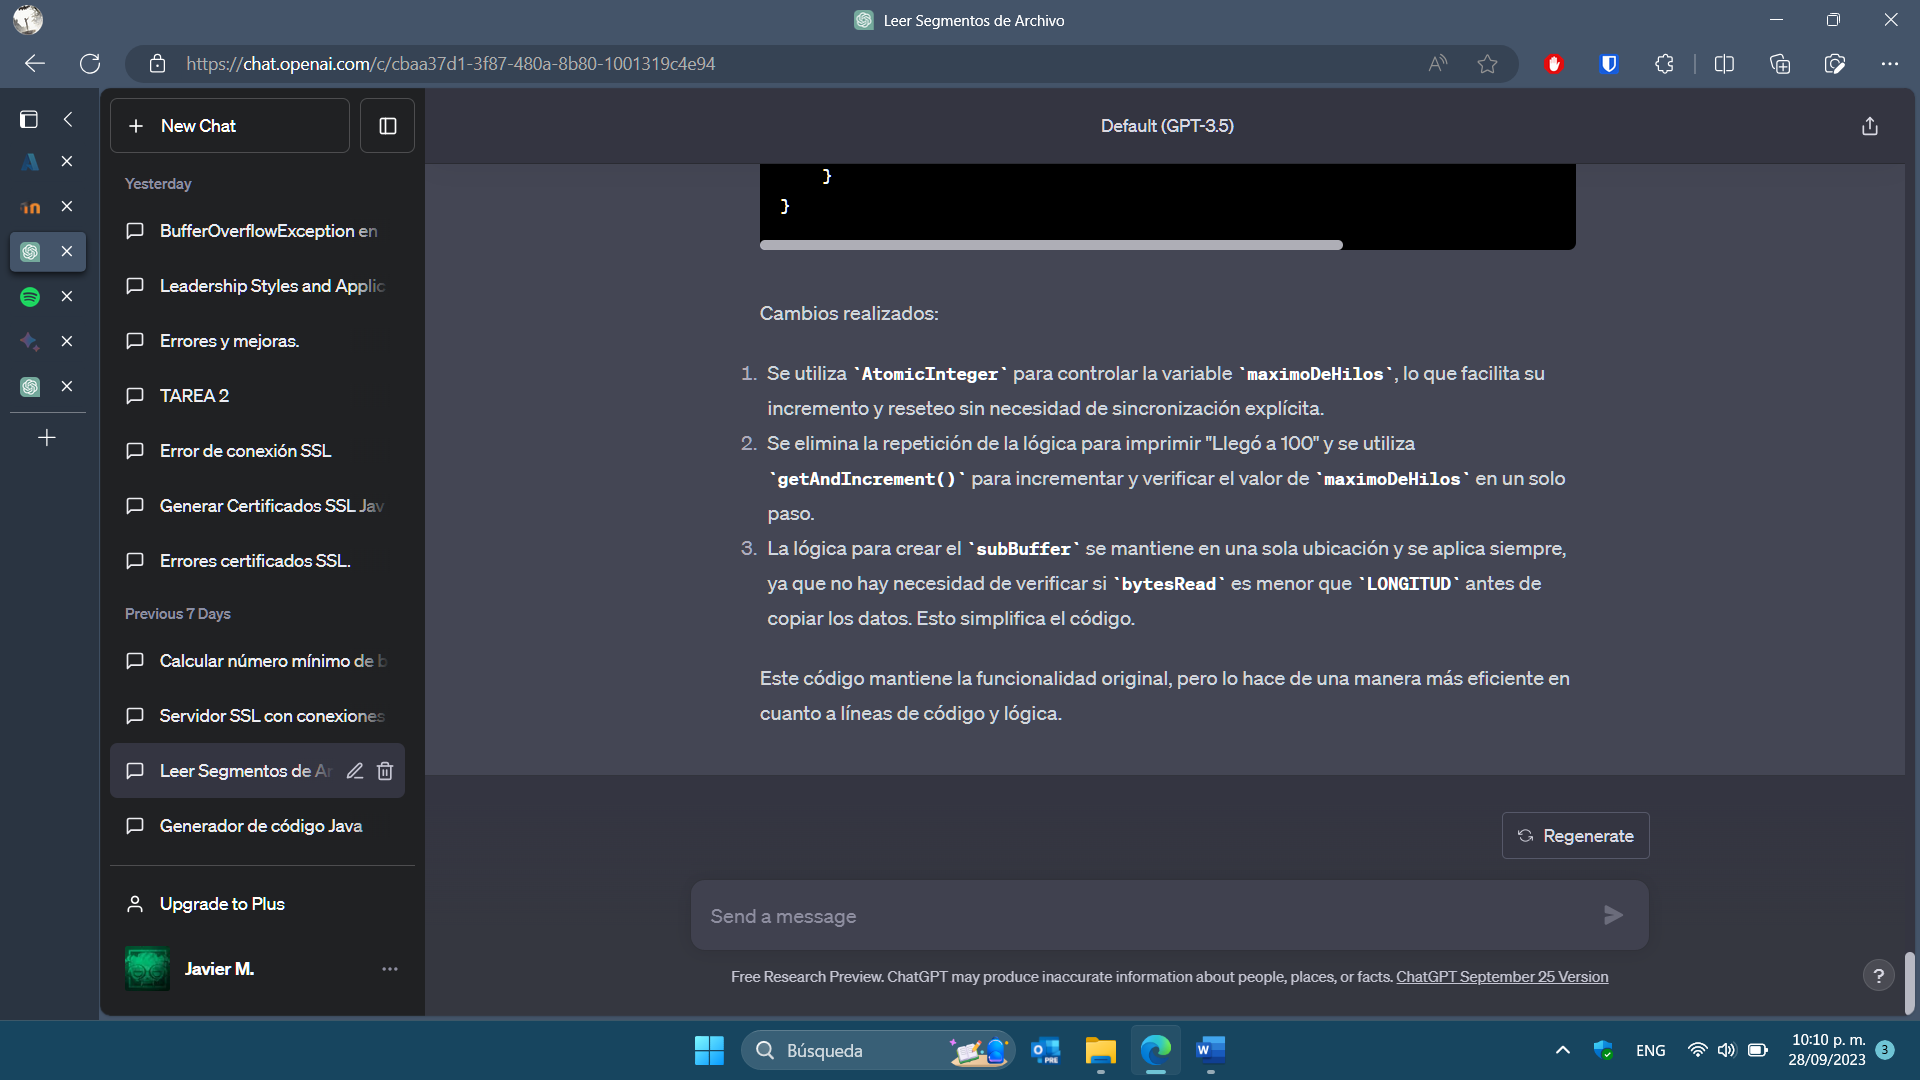 Leer Segmentos de Archivo
https://chat.openai.com/c/cbaa37d1-3f87-480a-8b80-1001319c4e94
New Chat
Default (GPT-3.5)
Yesterday
BufferOverflowException en
Leadership Styles and Applic
Errores y mejoras.
TAREA 2
Error de conexión SSL
Generar Certificados SSL Jav
Errores certificados SSL.
Previous 7 Days
Calcular número mínimo de b
Servidor SSL con conexiones
Leer Segmentos de Ar
Generador de código Java
Upgrade to Plus
Javier M.
}
}
Cambios realizados:
1. Se utiliza `AtomicInteger` para controlar la variable `maximoDeHilos`, lo que facilita su
incremento y reseteo sin necesidad de sincronización explícita.
2. Se elimina la repetición de la lógica para imprimir "Llegó a 100" y se utiliza
`getAndIncrement()` para incrementar y verificar el valor de `maximoDeHilos` en un solo
paso.
3. La lógica para crear el `subBuffer` se mantiene en una sola ubicación y se aplica siempre,
ya que no hay necesidad de verificar si `bytesRead` es menor que `LONGITUD` antes de
copiar los datos. Esto simplifica el código.
Este código mantiene la funcionalidad original, pero lo hace de una manera más eficiente en
cuanto a líneas de código y lógica.
Regenerate
Send a message
Free Research Preview. ChatGPT may produce inaccurate information about people, places, or facts. ChatGPT September 25 Version
?
Búsqueda
PRE
ENG
10:10 p. m.
28/09/2023
3